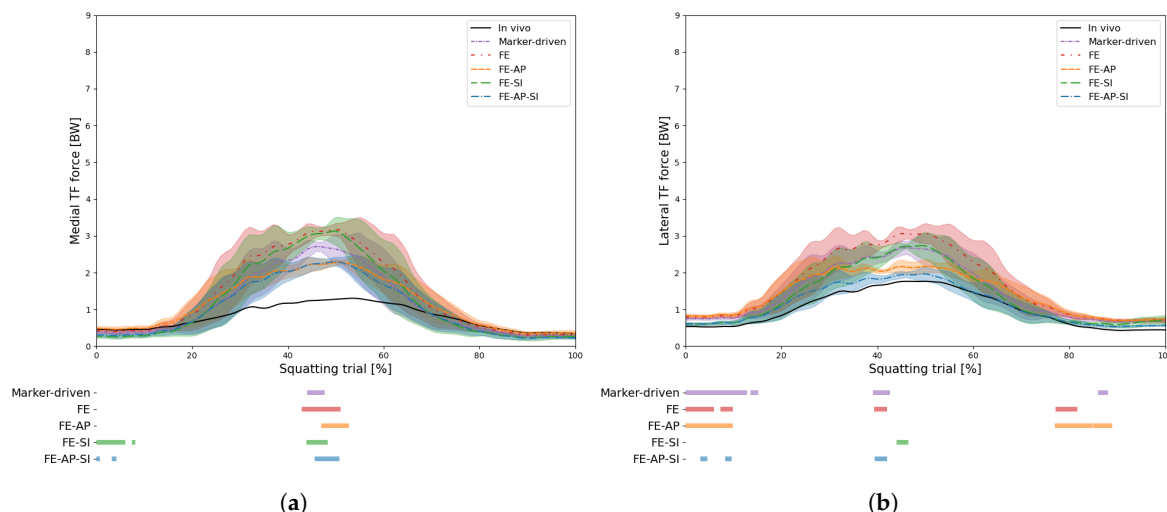 9
8
7
6
5
4
3
2
1
0
Medial TF force [BW]
In vivo
Marker-driven
FE
FE-AP
FE-SI
FE-AP-SI
0 20 40 60 80 100
Squatting trial [%]
Marker-driven
FE
FE-AP
FE-SI
FE-AP-SI
(a)
9
8
7
6
5
4
3
2
1
0
Lateral TF force [BW]
In vivo
Marker-driven
FE
FE-AP
FE-SI
FE-AP-SI
0 20 40 60 80 100
Squatting trial [%]
Marker-driven
FE
FE-AP
FE-SI
FE-AP-SI
(b)